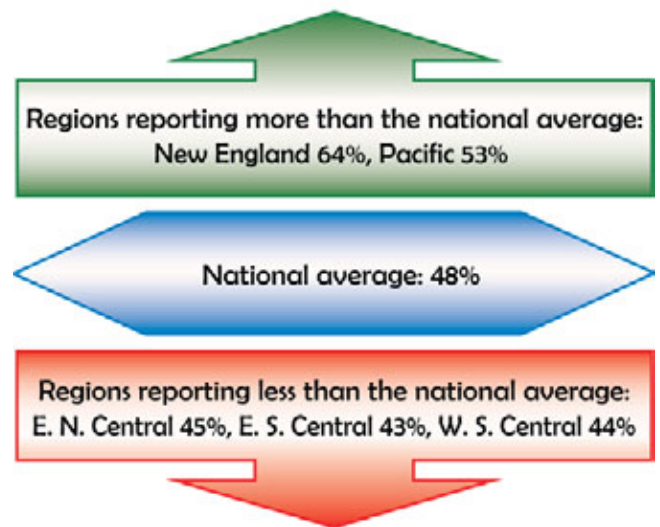 Regions reporting more than the national average:
New England 64%, Pacific 53%
National average: 48%
Regions reporting less than the national average:
E. N. Central 45%, E. S. Central 43%, W. S. Central 44%